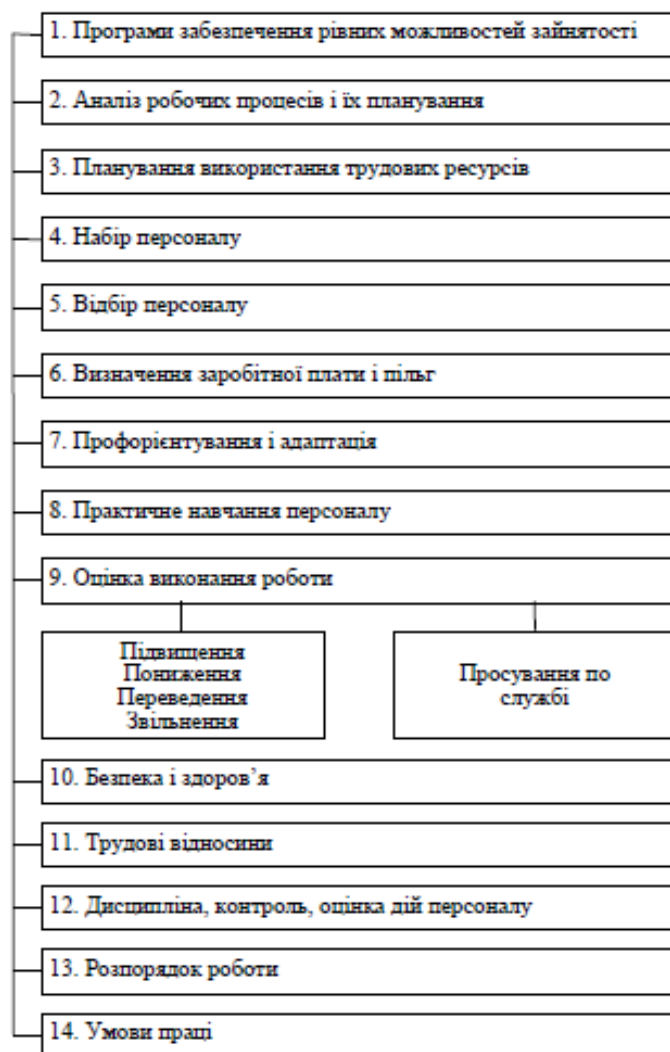 1. Програми забезпечення рівних можливостей зайнятості
2. Аналіз робочих процесів і їх планування
3. Планування використання трудових ресурсів
4. Набір персоналу
5. Відбір персоналу
6. Визначення заробітної плати і пільг
7. Профорієнтування і адаптація
8. Практичне навчання персоналу
9. Оцінка виконання роботи
Підвищення
Пониження
Переведення
Звільнення
Просування по
службі
10. Безпека і здоров’я
11. Трудові відносини
12. Дисципліна, контроль, оцінка дій персоналу
13. Розпорядок роботи
14. Умови праці